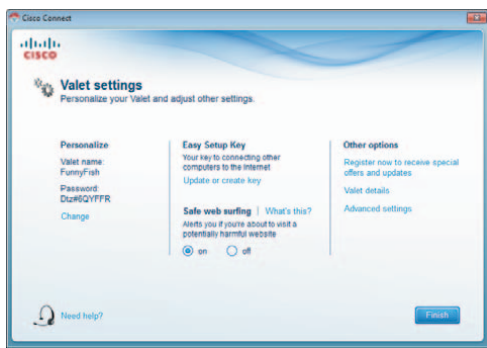 Cisco Connect
CISCO
Valet settings
Personalize your Valet and adjust other settings.
Personalize
Valet name:
FunnyFish
Password:
Dtz#6QYFFR
Change
Easy Setup Key
Your key to connecting other
computers to the Internet
Update or create key
Safe web surfing | What's this?
Alerts you if you're about to visit a
potentially harmful website
on off
Other options
Register now to receive special
offers and updates
Valet details
Advanced settings
Need help?
Finish